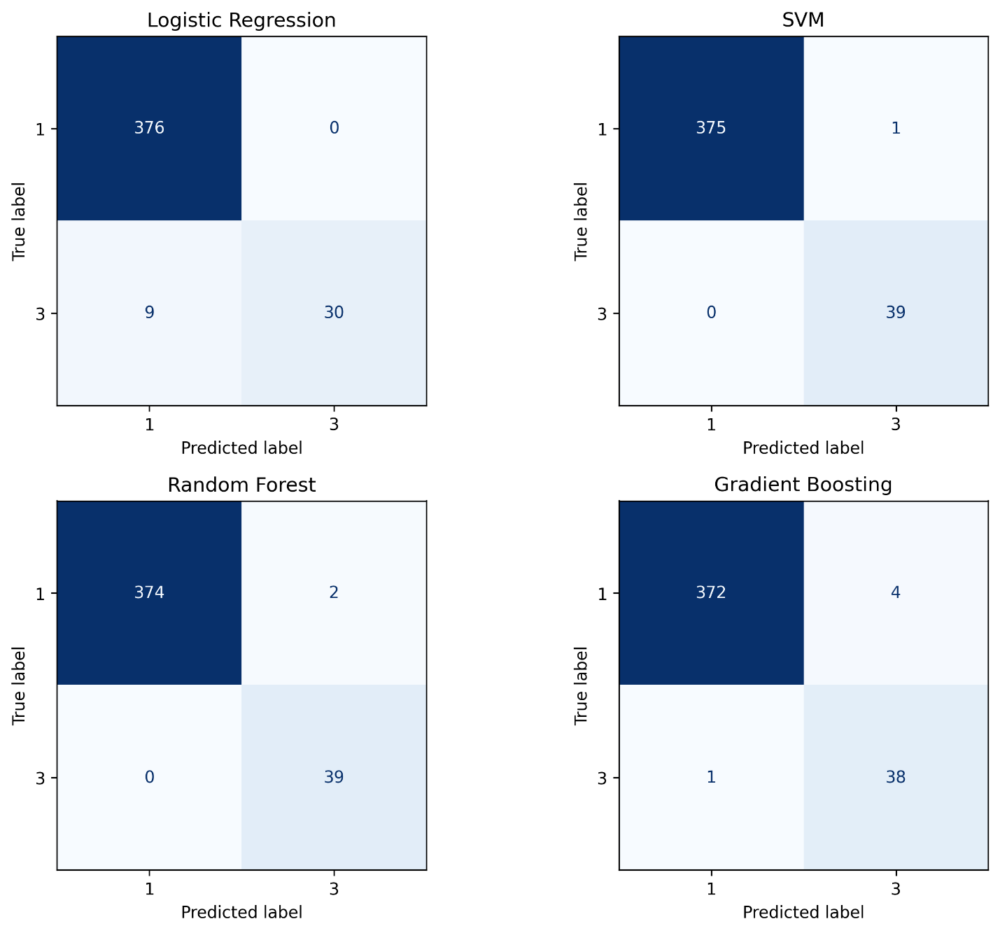 Logistic Regression
376 0
1
True label
9 30
3
1 3
Predicted label
SVM
375 1
1
True label
0 39
3
1 3
Predicted label
Random Forest
374 2
1
True label
0 39
3
1 3
Predicted label
Gradient Boosting
372 4
1
True label
1 38
3
1 3
Predicted label